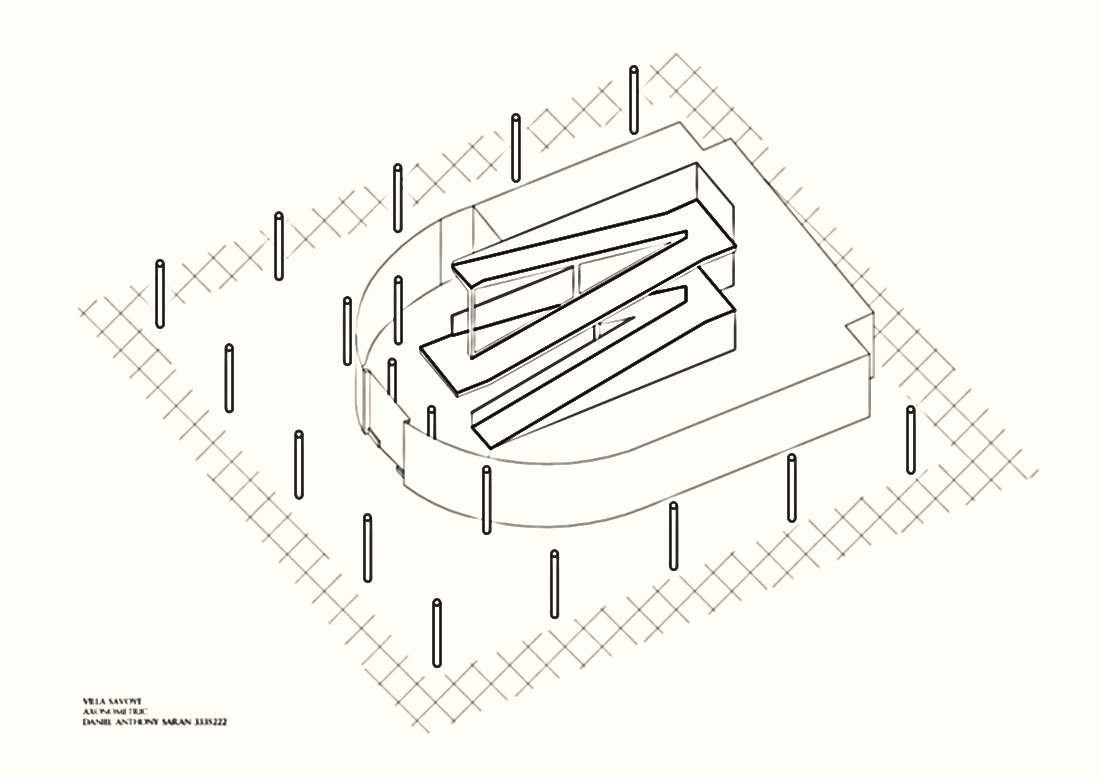 VILLA SAVOYE
AXONOMETRIC
DANIEL ANTHONY SARAN 3335222